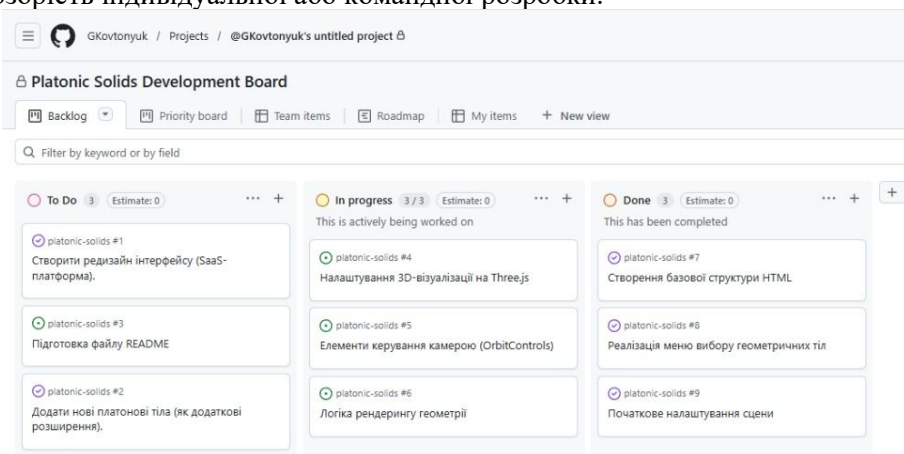 прозорість індивідуальної або командної розробки.
GKovtonyuk / Projects / @GKovtonyuk's untitled project
Platonic Solids Development Board
Backlog Priority board Team items Roadmap My items + New view
Filter by keyword or by field
To Do 3 Estimate: 0 ... +
platonic-solids #1
Створити редизайн інтерфейсу (SaaS-
платформа).
platonic-solids #3
Підготовка файлу README
platonic-solids #2
Додати нові платонові тіла (як додаткові
розширення).
In progress 3 / 3 Estimate: 0 ... +
This is actively being worked on
platonic-solids #4
Налаштування 3D-візуалізації на Three.js
platonic-solids #5
Елементи керування камерою (OrbitControls)
platonic-solids #6
Логіка рендерингу геометрії
Done 3 Estimate: 0 ... +
This has been completed
platonic-solids #7
Створення базової структури HTML
platonic-solids #8
Реалізація меню вибору геометричних тіл
platonic-solids #9
Початкове налаштування сцени
+